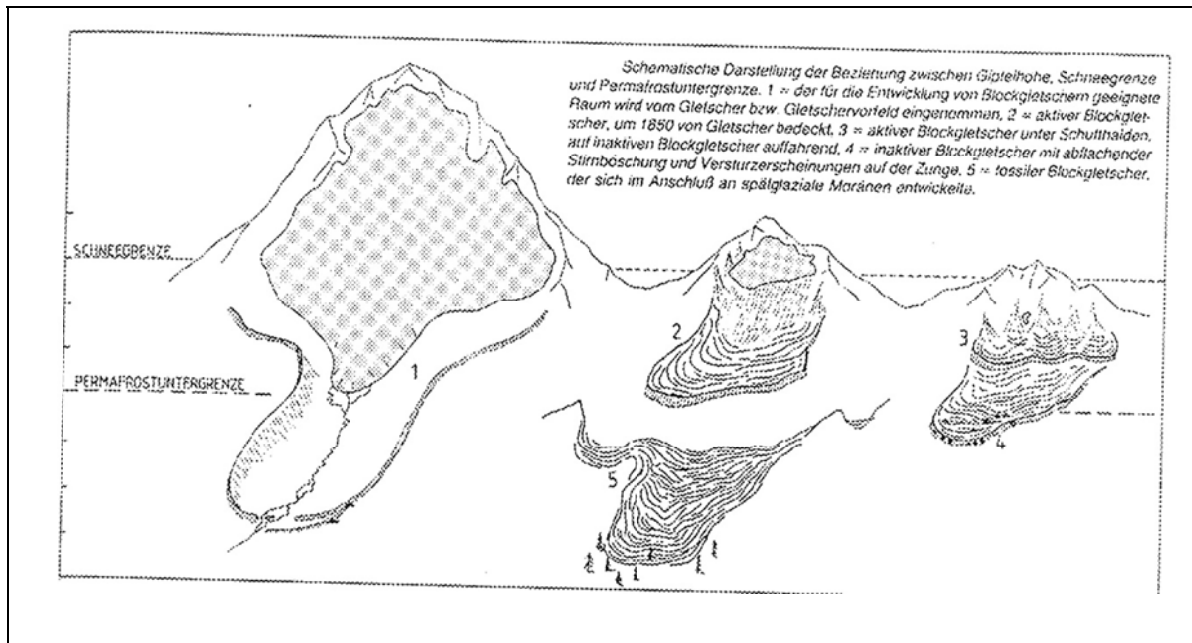 Schematische Darstellung der Beziehung zwischen Gipfelhöhe, Schneegrenze
und Permafrostuntergrenze. 1 = der für die Entwicklung von Blockgletschern geeignete
Raum wird vom Gletscher bzw. Gletschervorfeld eingenommen, 2 = aktiver Blockglet-
scher, um 1850 von Gletscher bedeckt. 3 = aktiver Blockgletscher unter Schutthalden,
auf inaktiven Blockgletscher auffahrend, 4 = inaktiver Blockgletscher mit abflachender
Stirnböschung und Versturzerscheinungen auf der Zunge. 5 = fossiler Blockgletscher,
der sich im Anschluß an spätglaziale Moränen entwickelte.
SCHNEEGRENZE
2
3
1
PERMAFROSTUNTERGRENZE
4
5